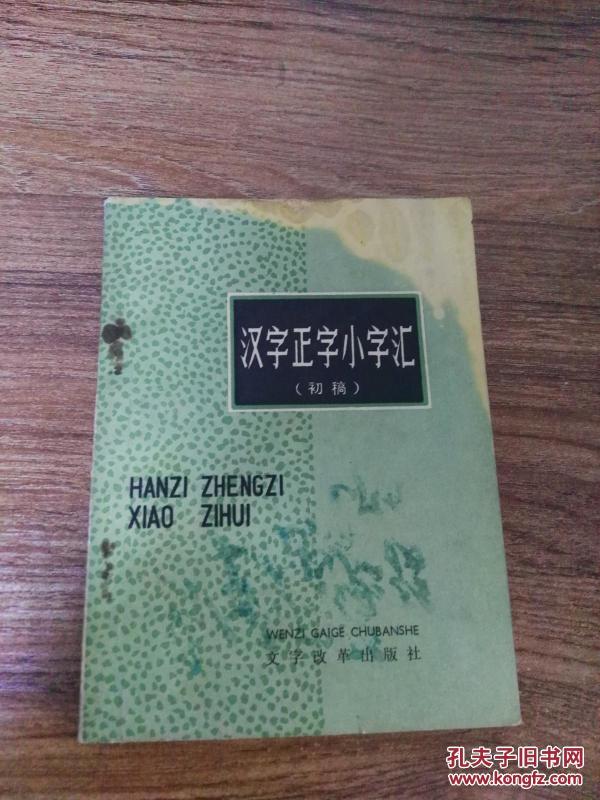 汉字正字小字汇
（初稿）
HANZI ZHENGZI
XIAO ZIHUI
WENZI GAIGE CHUBANSHE
文字改革出版社
孔夫子旧书网
www.kongfz.com